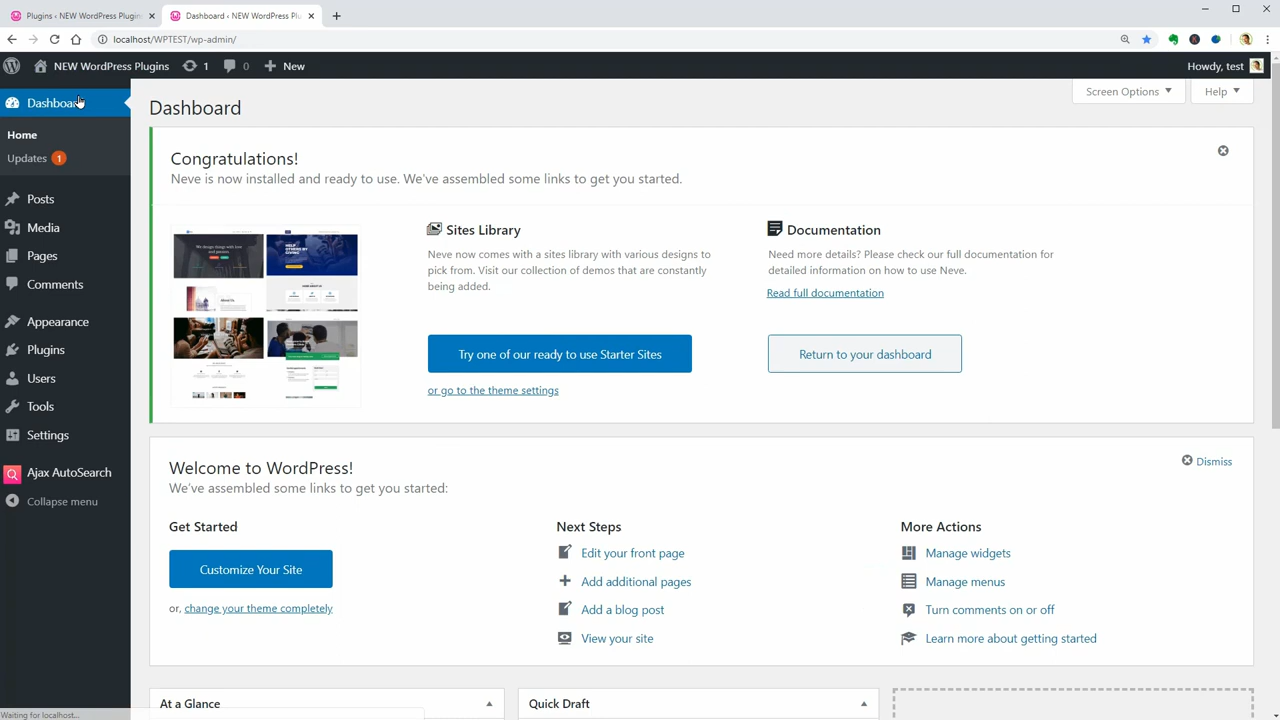 Plugins ‹ NEW WordPress Plugin
Dashboard ‹ NEW WordPress Plu
localhost/WPTEST/wp-admin/
NEW WordPress Plugins
1
0
New
Howdy, test
Dashboard
Home
Updates 1
Posts
Media
Pages
Comments
Appearance
Plugins
Users
Tools
Settings
Ajax AutoSearch
Collapse menu
Dashboard
Screen Options
Help
Congratulations!
Neve is now installed and ready to use. We've assembled some links to get you started.
Sites Library
Neve now comes with a sites library with various designs to
pick from. Visit our collection of demos that are constantly
being added.
Try one of our ready to use Starter Sites
or go to the theme settings
Documentation
Need more details? Please check our full documentation for
detailed information on how to use Neve.
Read full documentation
Return to your dashboard
Welcome to WordPress!
We've assembled some links to get you started:
Dismiss
Get Started
Customize Your Site
or, change your theme completely
Next Steps
Edit your front page
Add additional pages
Add a blog post
View your site
More Actions
Manage widgets
Manage menus
Turn comments on or off
Learn more about getting started
At a Glance
Quick Draft
Waiting for localhost...